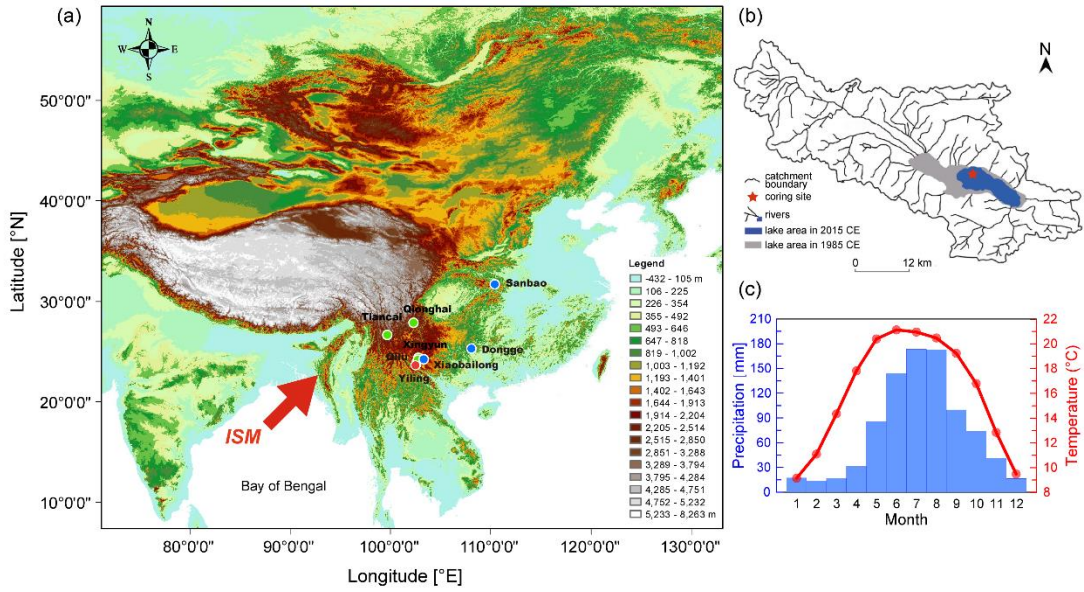 (a)
N
W E
S
50°0'0"
40°0'0"
30°0'0"
20°0'0"
10°0'0"
Latitude [°N]
80°0'0"
90°0'0"
100°0'0"
110°0'0"
120°0'0"
130°0'0"
Longitude [°E]
Sanbao
Qionghai
Tiancai
Xingyun
Dongge
Qilu
Xiaobailong
Yiling
ISM
Bay of Bengal
Legend
-432 - 105 m
106 - 225
226 - 354
355 - 492
493 - 646
647 - 818
819 - 1,002
1,003 - 1,192
1,193 - 1,401
1,402 - 1,643
1,644 - 1,913
1,914 - 2,204
2,205 - 2,514
2,515 - 2,850
2,851 - 3,288
3,289 - 3,794
3,795 - 4,284
4,285 - 4,751
4,752 - 5,232
5,233 - 8,263 m
(b)
N
catchment
boundary
coring site
rivers
lake area in 2015 CE
lake area in 1985 CE
0 12 km
(c)
Precipitation [mm]
210
180
150
120
90
60
30
0
22
20
18
16
14
12
10
8
Temperature (°C)
1 2 3 4 5 6 7 8 9 10 11 12
Month